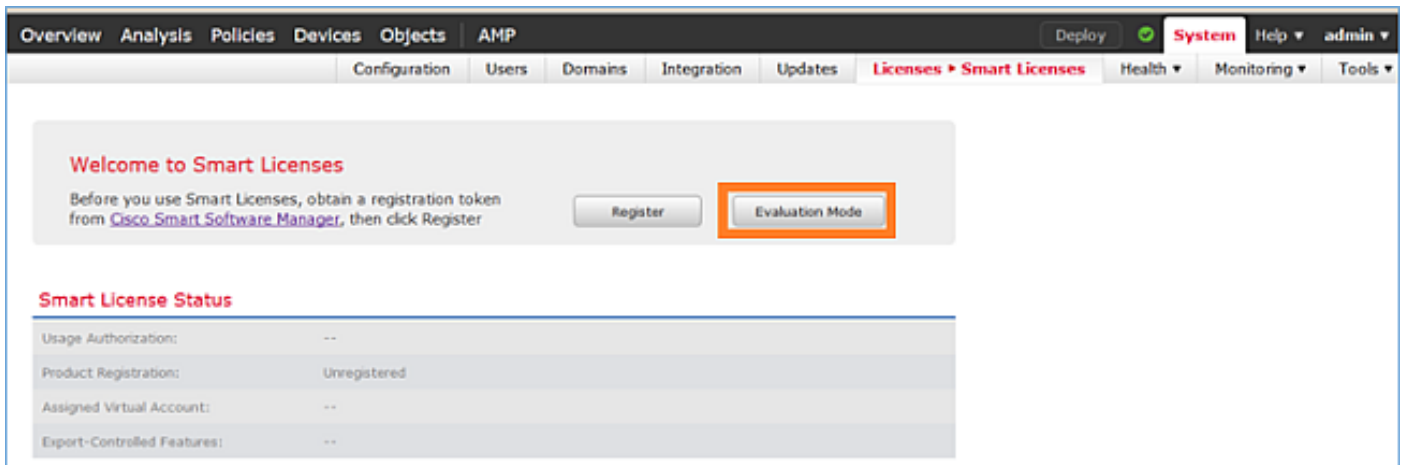 Overview Analysis Policies Devices Objects AMP Deploy System Help ▾ admin ▾
Configuration Users Domains Integration Updates Licenses ▸ Smart Licenses Health ▾ Monitoring ▾ Tools ▾
Welcome to Smart Licenses
Before you use Smart Licenses, obtain a registration token
from Cisco Smart Software Manager, then click Register
Register
Evaluation Mode
Smart License Status
Usage Authorization: --
Product Registration: Unregistered
Assigned Virtual Account: --
Export-Controlled Features: --